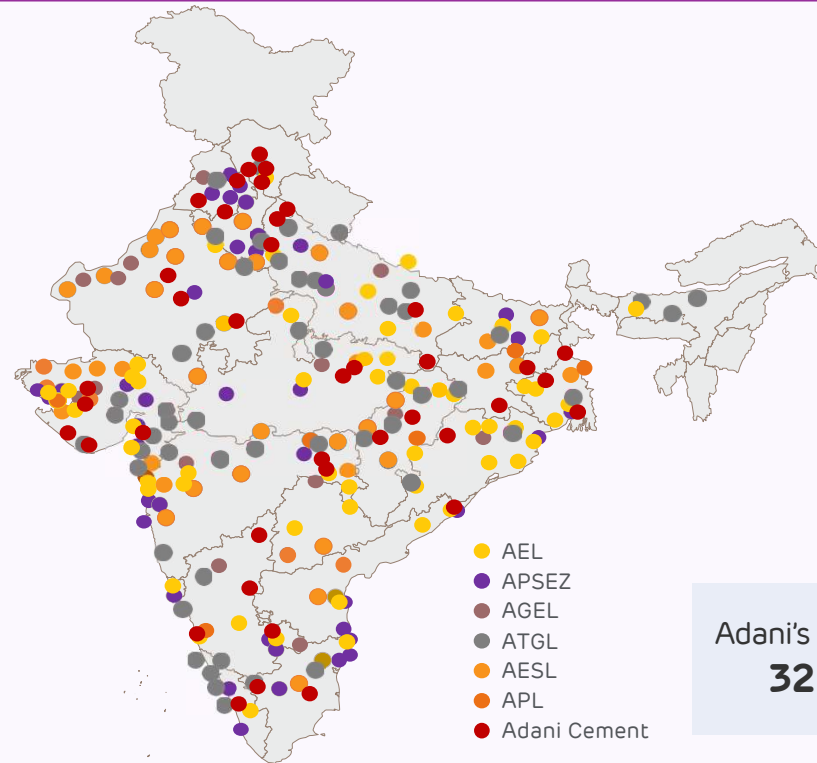 AEL
APSEZ
AGEL
ATGL
AESL
APL
Adani Cement
Adani's
32